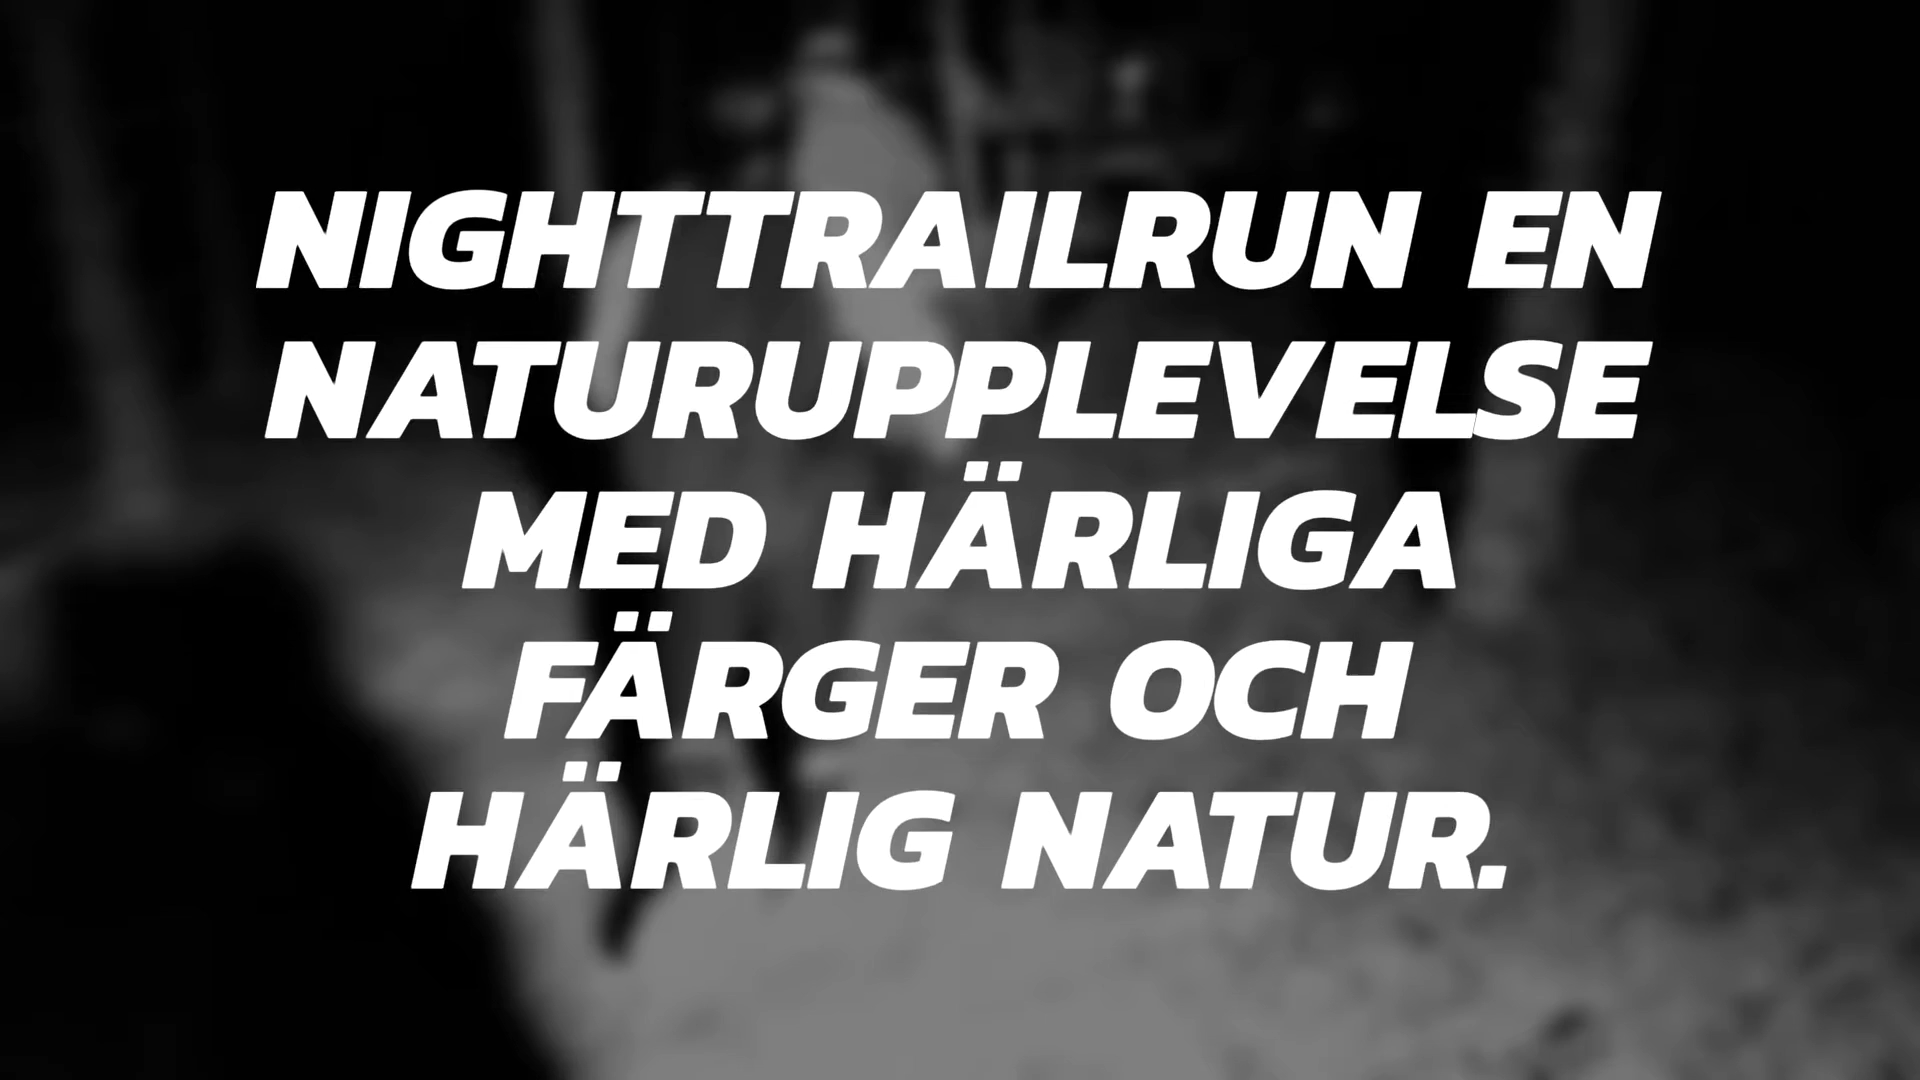 NIGHTTRAILRUN EN
NATURUPPLEVELSE
MED HÄRLIGA
FÄRGER OCH
HÄRLIG NATUR.